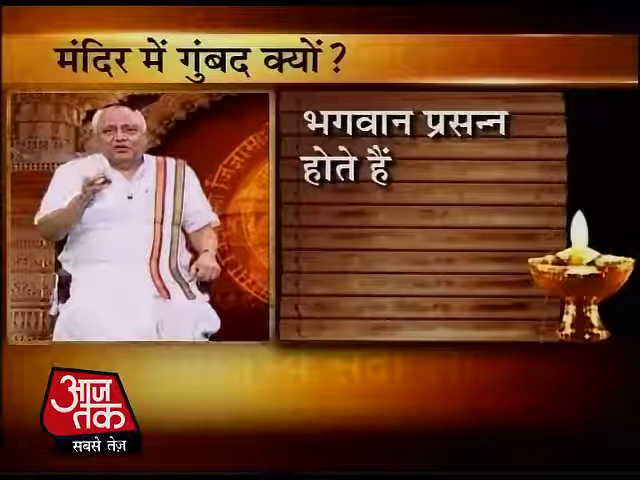 मंदिर में गुंबद क्यों?
भगवान प्रसन्न
होते हैं
आज
तक
सबसे तेज़